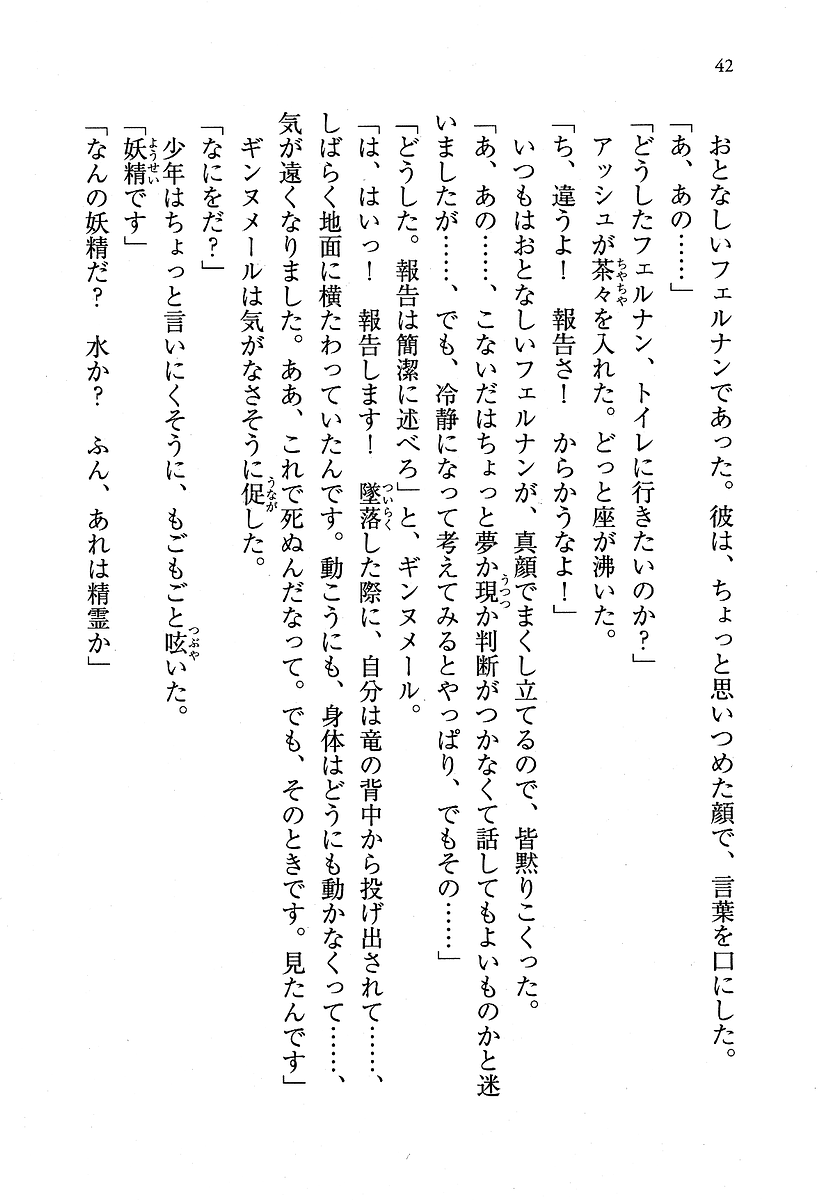 42
おとなしいフェルナンであった。彼は、ちょっと思いつめた顔で、言葉を口にした。
「あ、あの……」
「どうしたフェルナン、トイレに行きたいのか？」
アッシュが茶々を入れた。どっと座が沸いた。
「ち、違うよ！　報告さ！　からかうなよ！」
いつもはおとなしいフェルナンが、真顔でまくし立てるので、皆黙りこくった。
「あ、あの……、こないだはちょっと夢か現か判断がつかなくて話してもよいものかと迷
いましたが……、でも、冷静になって考えてみるとやっぱり、でもその……」
「どうした。報告は簡潔に述べろ」と、ギンヌメール。
「は、はいっ！　報告します！　墜落した際に、自分は竜の背中から投げ出されて……、
しばらく地面に横たわっていたんです。動こうにも、身体はどうにも動かなくって……、
気が遠くなりました。ああ、これで死ぬんだなって。でも、そのときです。見たんです」
ギンヌメールは気がなさそうに促した。
「なにをだ？」
少年はちょっと言いにくそうに、もごもごと呟いた。
「妖精です」
「なんの妖精だ？　水か？　ふん、あれは精霊か」